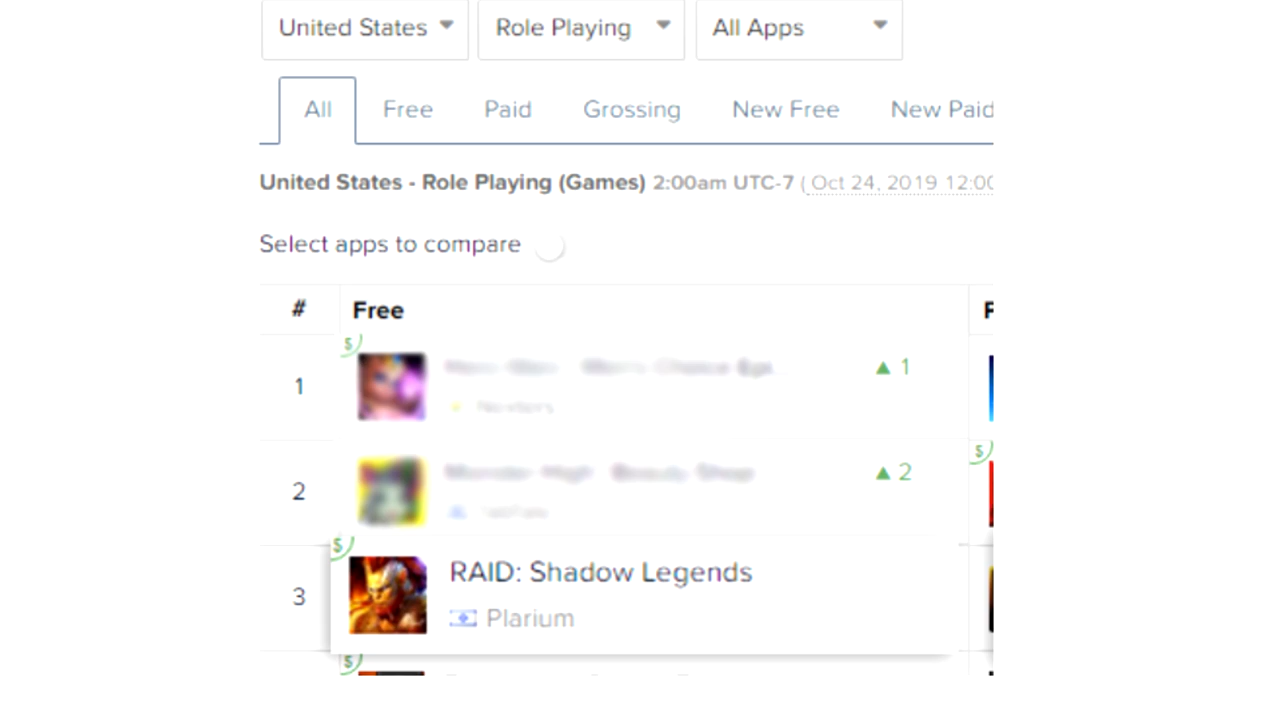 United States Role Playing All Apps
All Free Paid Grossing New Free New Paid
United States - Role Playing (Games) 2:00am UTC-7 ( Oct 24, 2019 12:00
Select apps to compare
# Free
$
1 ▲ 1
$
2 ▲ 2
$
RAID: Shadow Legends
3
Plarium
$